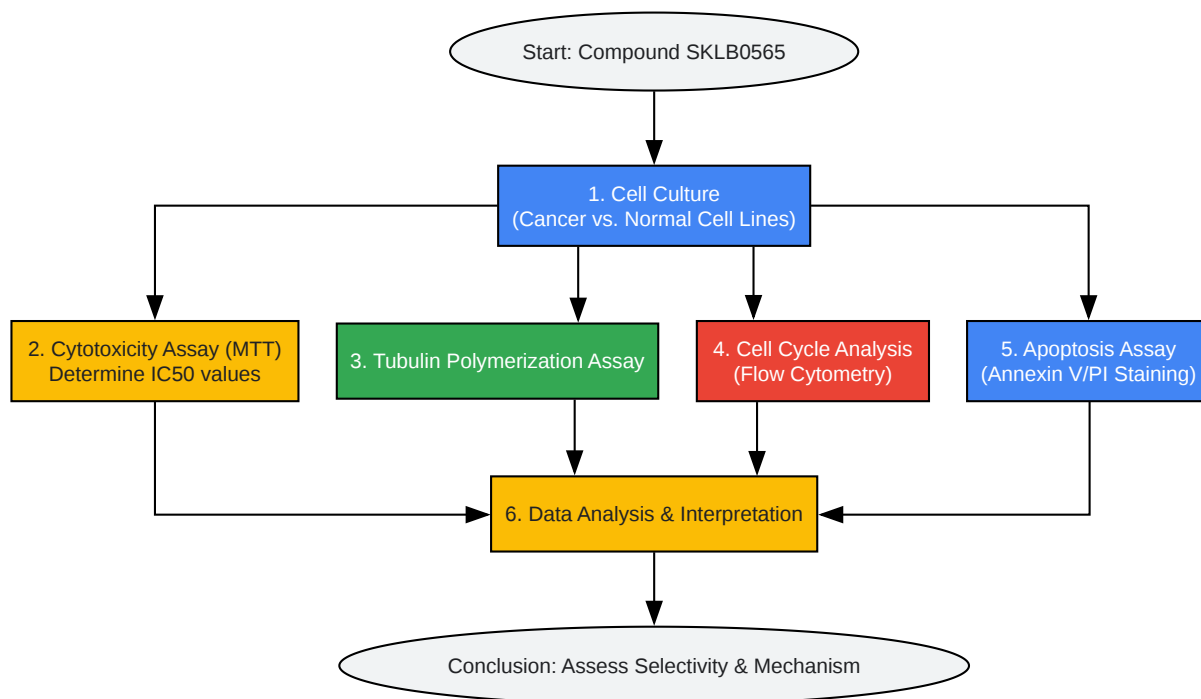 Start: Compound SKLB0565
1. Cell Culture
(Cancer vs. Normal Cell Lines)
2. Cytotoxicity Assay (MTT)
Determine IC50 values
3. Tubulin Polymerization Assay
4. Cell Cycle Analysis
(Flow Cytometry)
5. Apoptosis Assay
(Annexin V/PI Staining)
6. Data Analysis & Interpretation
Conclusion: Assess Selectivity & Mechanism